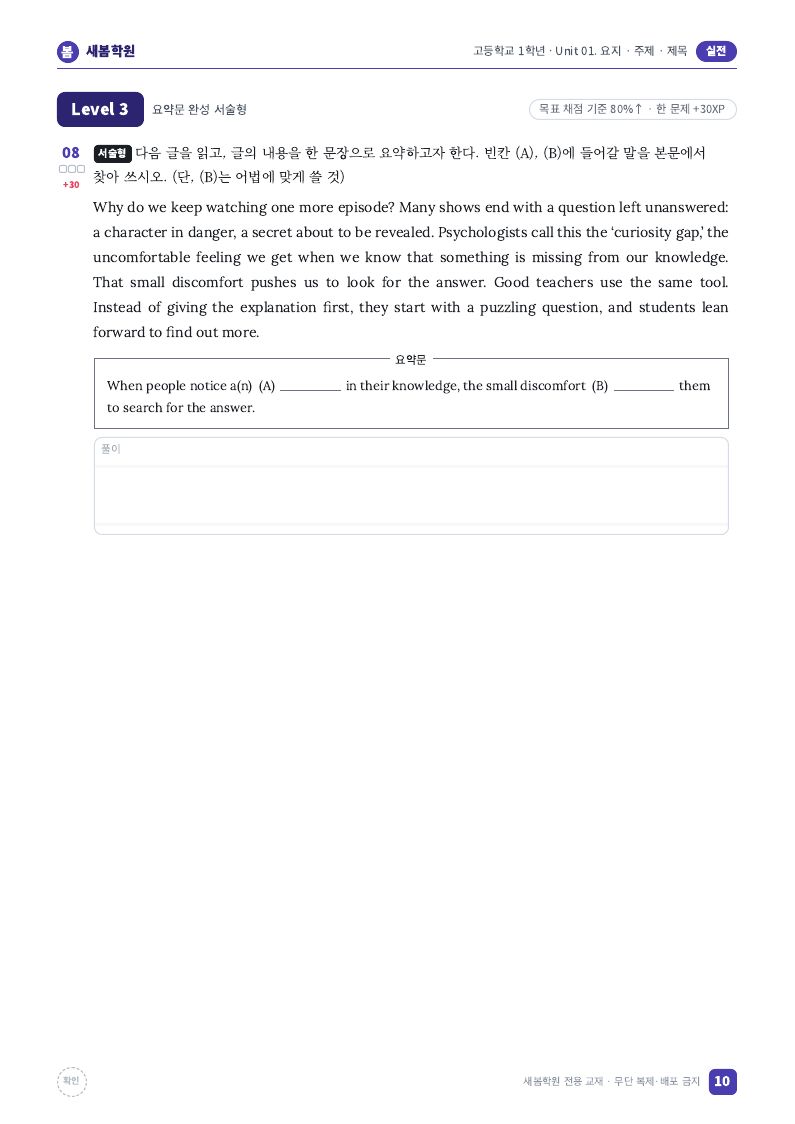 봄 새봄학원
고등학교 1학년 · Unit 01. 요지 · 주제 · 제목 실전
Level 3 요약문 완성 서술형
목표 채점 기준 80%↑ · 한 문제 +30XP
08 서술형 다음 글을 읽고, 글의 내용을 한 문장으로 요약하고자 한다. 빈칸 (A), (B)에 들어갈 말을 본문에서
+30 찾아 쓰시오. (단, (B)는 어법에 맞게 쓸 것)
Why do we keep watching one more episode? Many shows end with a question left unanswered:
a character in danger, a secret about to be revealed. Psychologists call this the ‘curiosity gap,’ the
uncomfortable feeling we get when we know that something is missing from our knowledge.
That small discomfort pushes us to look for the answer. Good teachers use the same tool.
Instead of giving the explanation first, they start with a puzzling question, and students lean
forward to find out more.
요약문
When people notice a(n) (A) ________ in their knowledge, the small discomfort (B) ________ them
to search for the answer.
풀이
확인
새봄학원 전용 교재 · 무단 복제·배포 금지 10